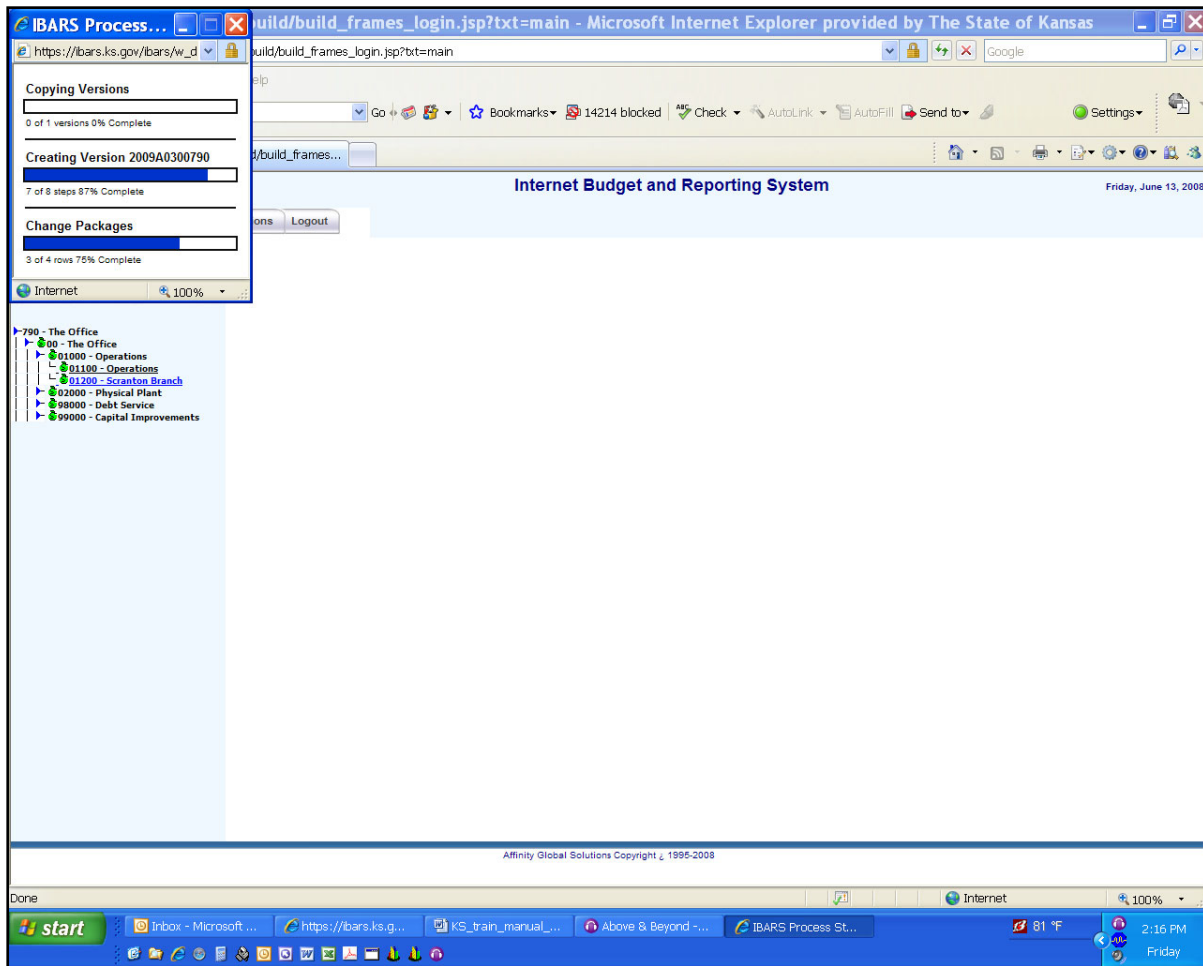 IBARS Process...
build/build_frames_login.jsp?txt=main - Microsoft Internet Explorer provided by The State of Kansas
https://ibars.ks.gov/ibars/w_d
build/build_frames_login.jsp?txt=main
Google
elp
Go
Bookmarks
14214 blocked
Check
AutoLink
AutoFill
Send to
Settings
d/build_frames...
Copying Versions
0 of 1 versions 0% Complete
Creating Version 2009A0300790
7 of 8 steps 87% Complete
Change Packages
3 of 4 rows 75% Complete
Internet
100%
Internet Budget and Reporting System
Friday, June 13, 2008
ons
Logout
790 - The Office
00 - The Office
01000 - Operations
01100 - Operations
01200 - Scranton Branch
02000 - Physical Plant
98000 - Debt Service
99000 - Capital Improvements
Affinity Global Solutions Copyright ¿ 1995-2008
Done
Internet
100%
start
Inbox - Microsoft ...
https://ibars.ks.g...
KS_train_manual_...
Above & Beyond -...
IBARS Process St...
81 °F
2:16 PM
Friday